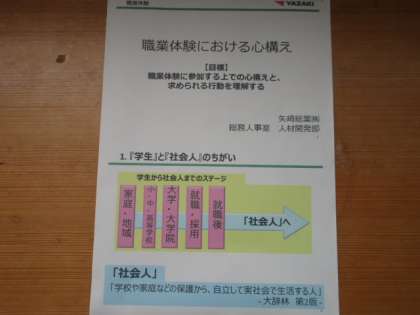 職業体験
YAZAKI
職業体験における心構え
【目標】
職業体験に参加する上での心構えと、
求められる行動を理解する
矢崎総業㈱
総務人事室 人材開発部
1.『学生』と『社会人』のちがい
学生から社会人までのステージ
家庭・地域
小・中・高等学校
大学・大学院
就職・採用
就職後
「社会人」へ
「社会人」
「学校や家庭などの保護から、自立して実社会で生活する人」
- 大辞林 第2版 -